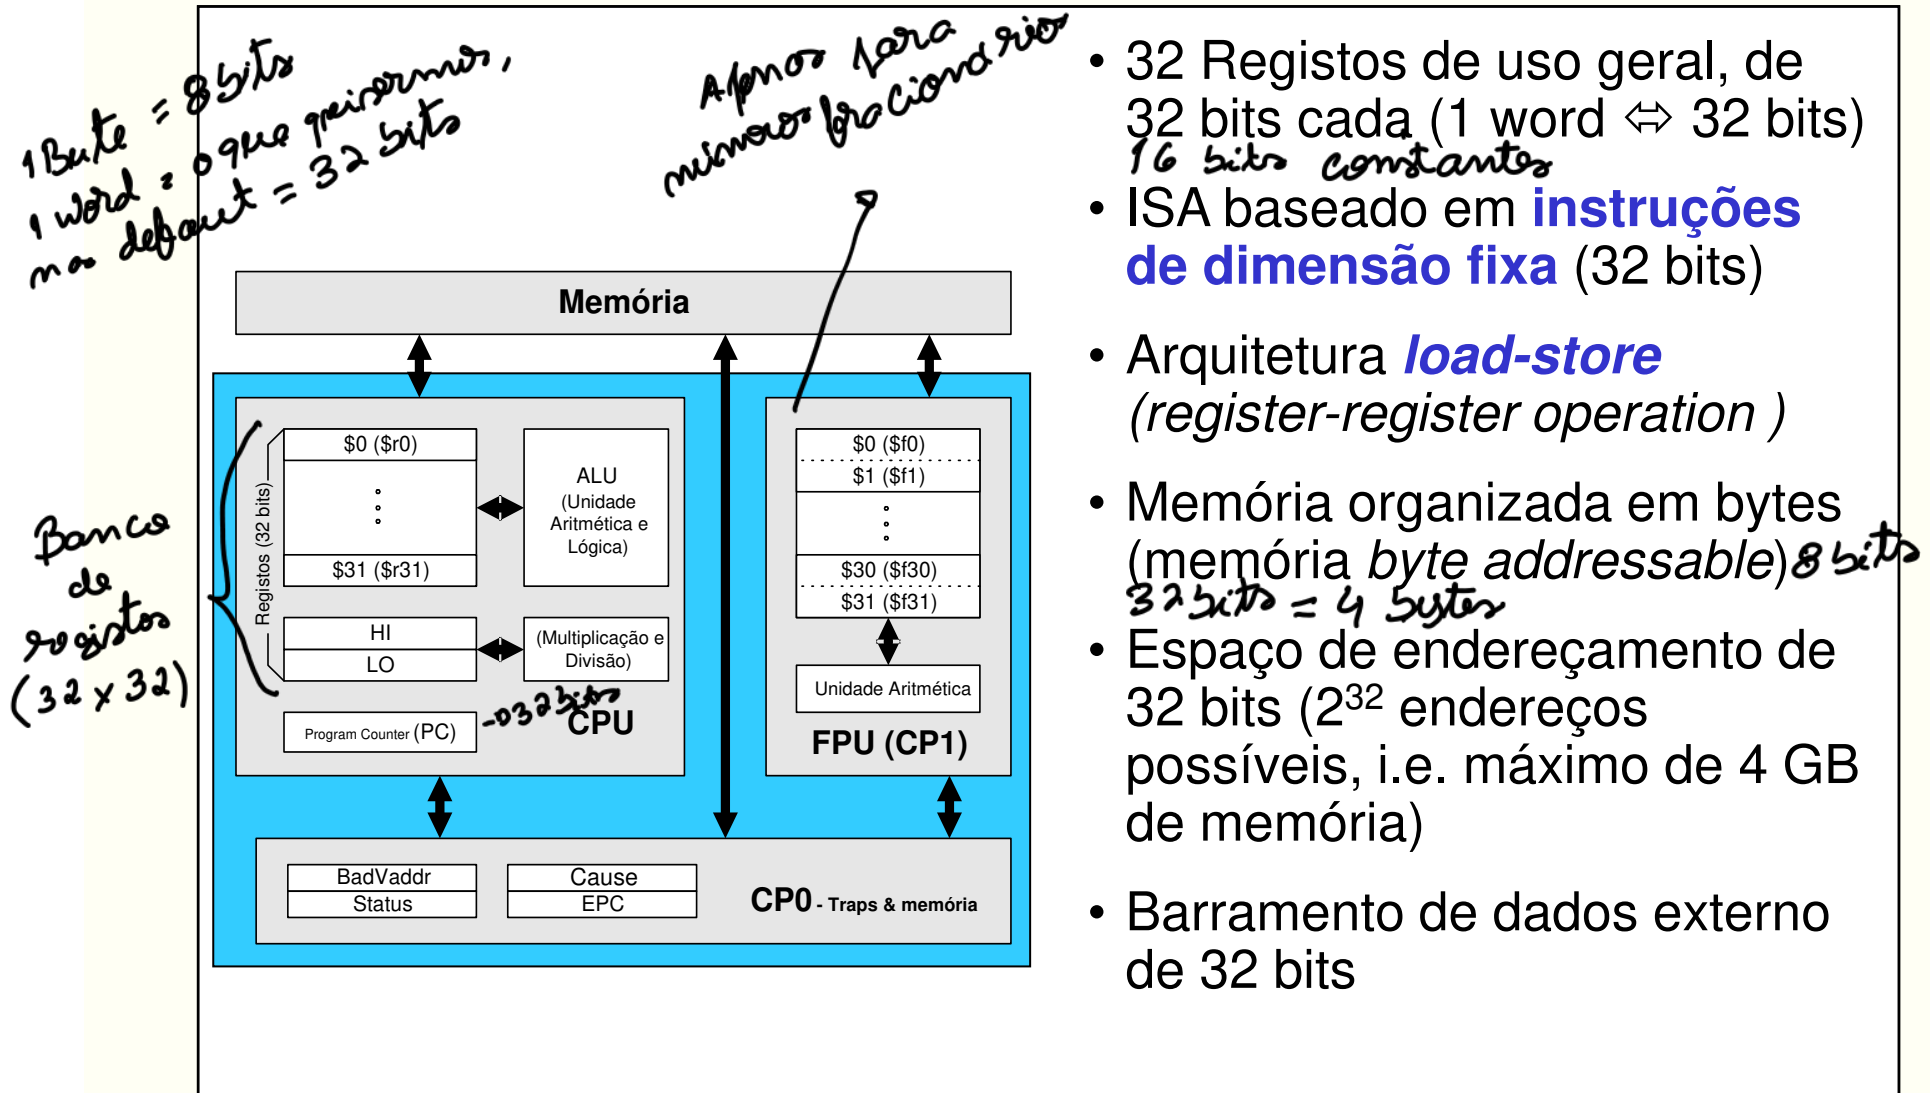 1 Byte = 8 bits
1 word = o que quisermos,
mas default = 32 bits
Apenas para
números fracionários
Memória
$0 ($r0)
$31 ($r31)
Registos (32 bits)
HI
LO
ALU
(Unidade
Aritmética e
Lógica)
(Multiplicação e
Divisão)
Program Counter (PC)
→ 32 bits
CPU
Banco
de
registos
(32 x 32)
$0 ($f0)
$1 ($f1)
$30 ($f30)
$31 ($f31)
Unidade Aritmética
FPU (CP1)
BadVaddr
Status
Cause
EPC
CP0 - Traps & memória
• 32 Registos de uso geral, de
32 bits cada (1 word ⇔ 32 bits)
16 bits constantes
• ISA baseado em instruções
de dimensão fixa (32 bits)
• Arquitetura load-store
(register-register operation )
• Memória organizada em bytes
(memória byte addressable) 8 bits
32 bits = 4 bytes
• Espaço de endereçamento de
32 bits (2³² endereços
possíveis, i.e. máximo de 4 GB
de memória)
• Barramento de dados externo
de 32 bits